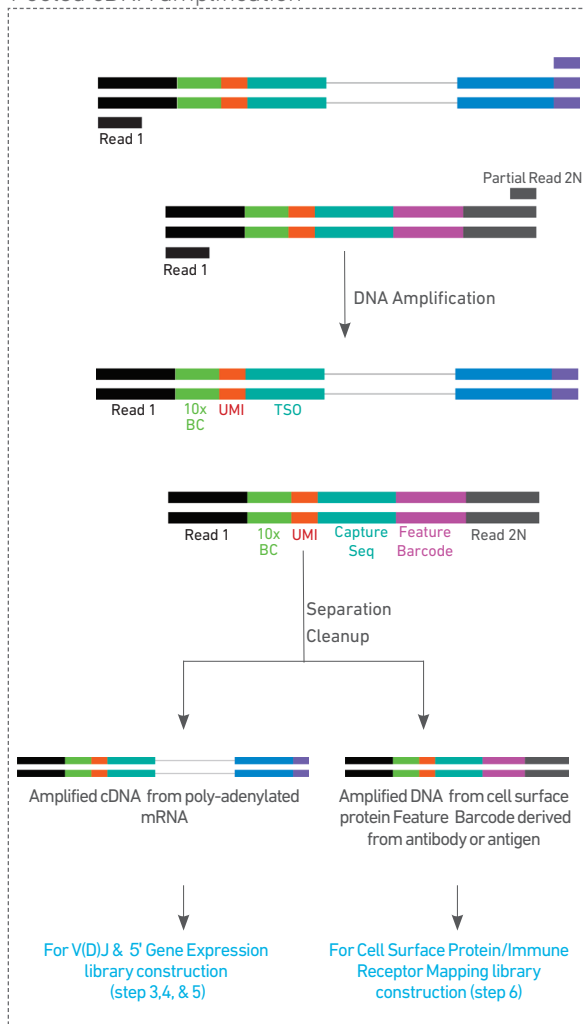 Pooled cDNA amplification
Read 1
Partial Read 2N
Read 1
DNA Amplification
Read 1 10x BC UMI TSO
Read 1 10x BC UMI Capture Seq Feature Barcode Read 2N
Separation
Cleanup
Amplified cDNA from poly-adenylated
mRNA
Amplified DNA from cell surface
protein Feature Barcode derived
from antibody or antigen
For V(D)J & 5' Gene Expression
library construction
(step 3,4, & 5)
For Cell Surface Protein/Immune
Receptor Mapping library
construction (step 6)